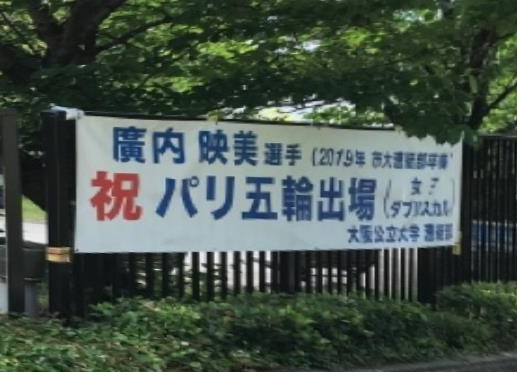 廣内 映美 選手 (2019年 市大漕艇部卒業)
祝 パリ五輪出場 (女子ダブルスカル)
大阪公立大学 漕艇部